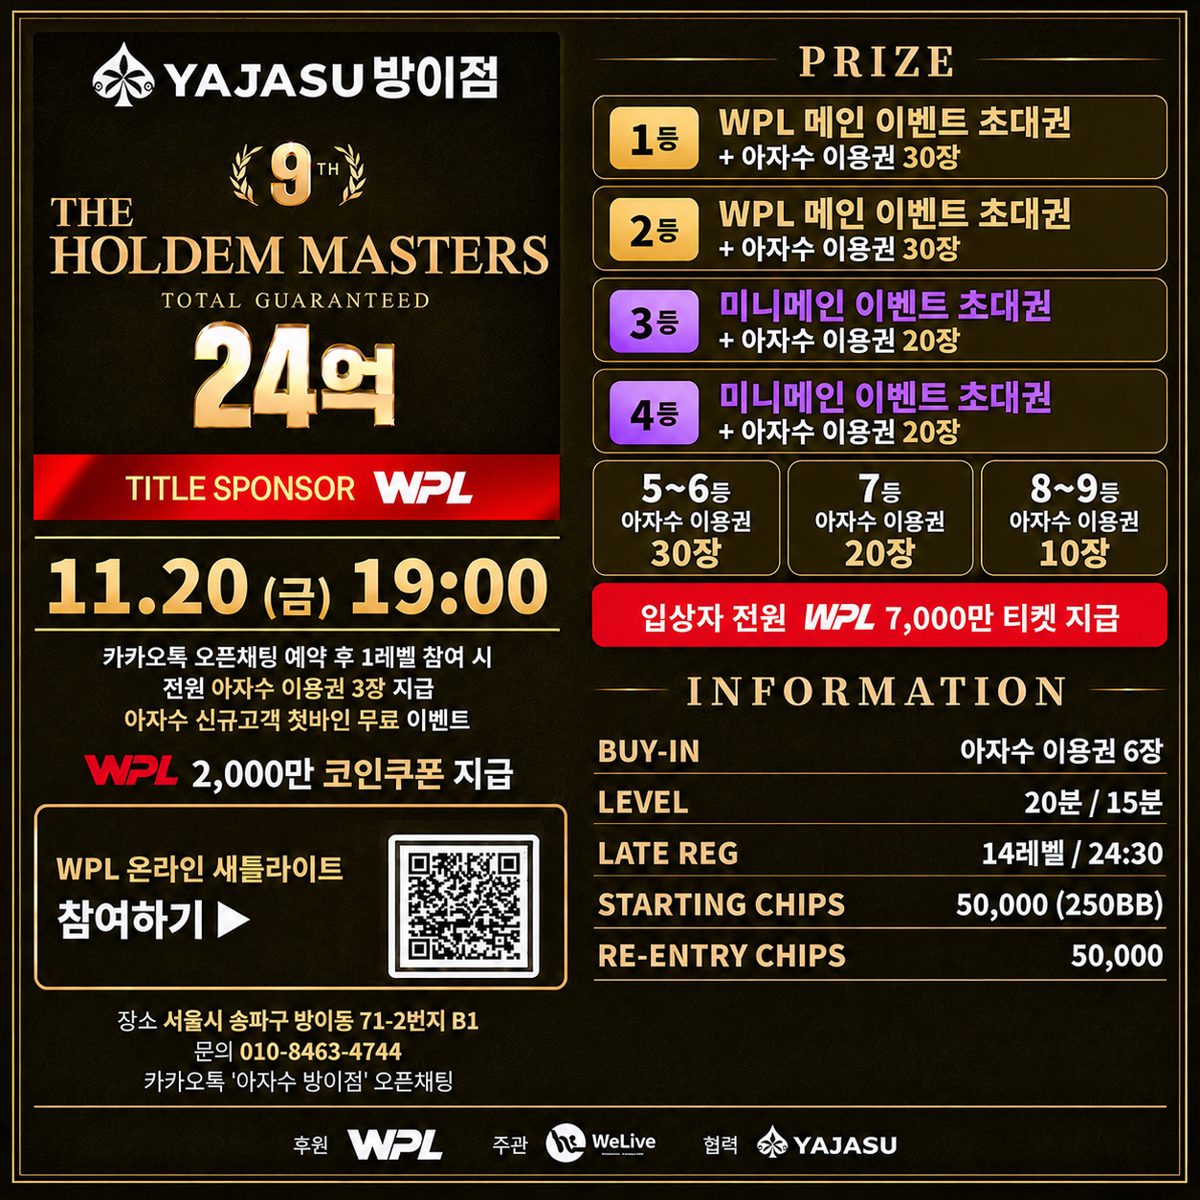 YAJASU 방이점
9TH
THE
HOLDEM MASTERS
TOTAL GUARANTEED
24억
TITLE SPONSOR WPL
11.20 (금) 19:00
카카오톡 오픈채팅 예약 후 1레벨 참여 시
전원 아자수 이용권 3장 지급
아자수 신규고객 첫바인 무료 이벤트
WPL 2,000만 코인쿠폰 지급
WPL 온라인 새틀라이트
참여하기 ▶
장소 서울시 송파구 방이동 71-2번지 B1
문의 010-8463-4744
카카오톡 '아자수 방이점' 오픈채팅
PRIZE
1등 WPL 메인 이벤트 초대권
+ 아자수 이용권 30장
2등 WPL 메인 이벤트 초대권
+ 아자수 이용권 30장
3등 미니메인 이벤트 초대권
+ 아자수 이용권 20장
4등 미니메인 이벤트 초대권
+ 아자수 이용권 20장
5~6등
아자수 이용권
30장
7등
아자수 이용권
20장
8~9등
아자수 이용권
10장
입상자 전원 WPL 7,000만 티켓 지급
INFORMATION
BUY-IN 아자수 이용권 6장
LEVEL 20분 / 15분
LATE REG 14레벨 / 24:30
STARTING CHIPS 50,000 (250BB)
RE-ENTRY CHIPS 50,000
후원 WPL 주관 WeLive 협력 YAJASU